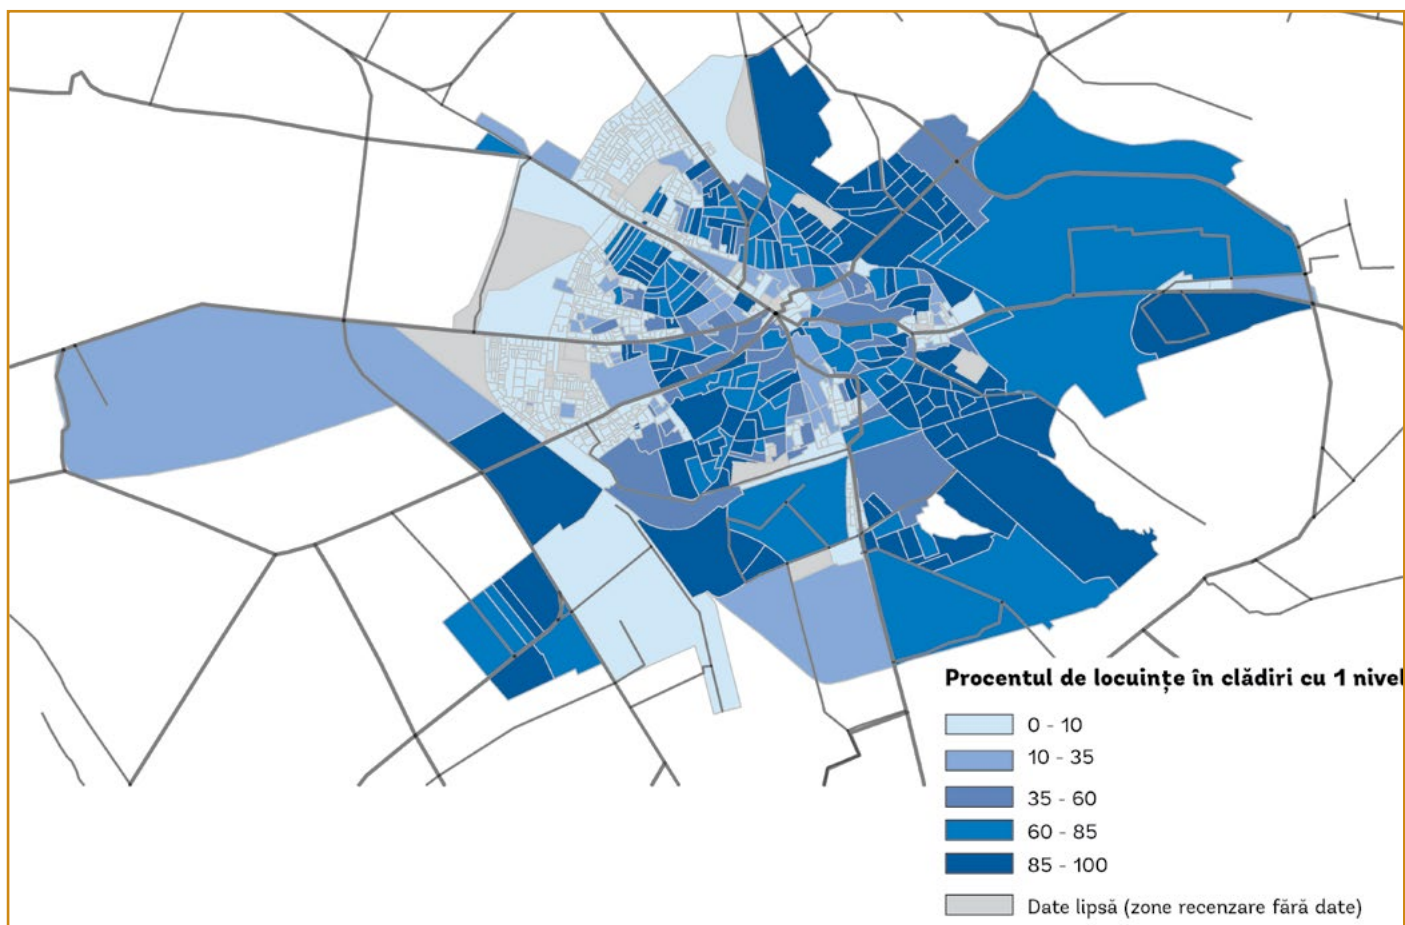 Procentul de locuințe în clădiri cu 1 nivel
0 - 10
10 - 35
35 - 60
60 - 85
85 - 100
Date lipsă (zone recenzare fără date)